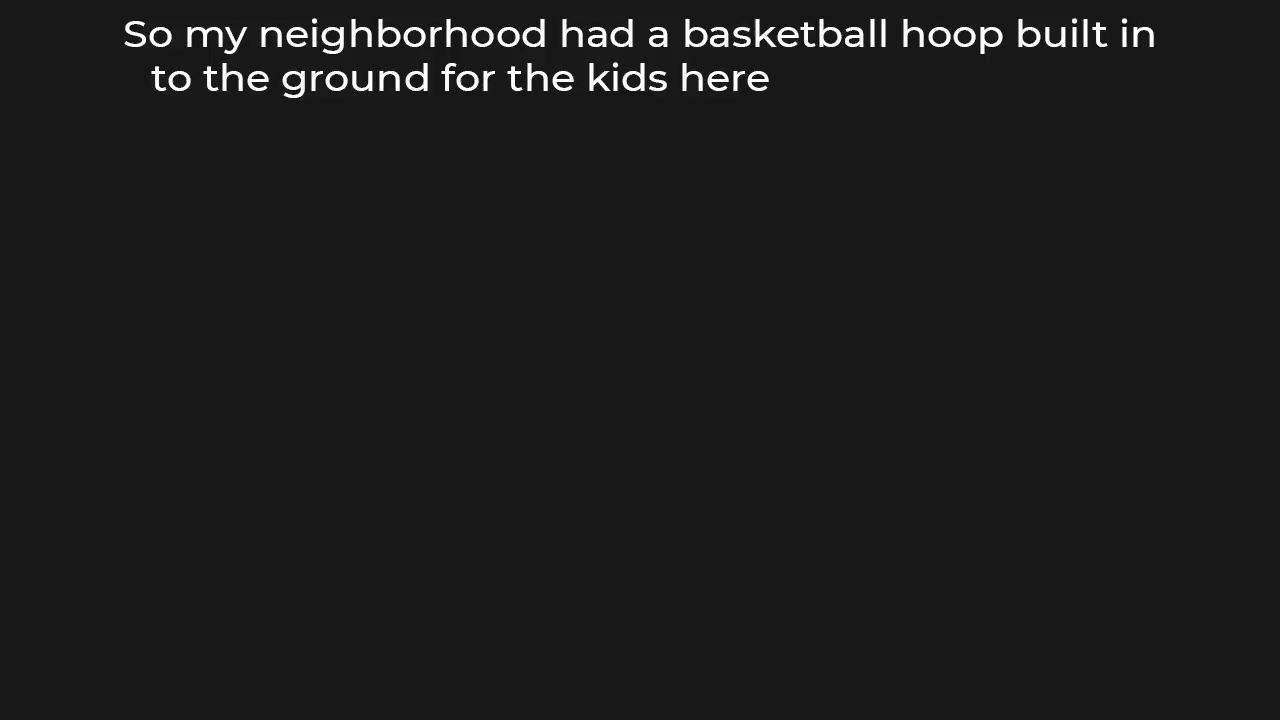 So my neighborhood had a basketball hoop built in
to the ground for the kids here